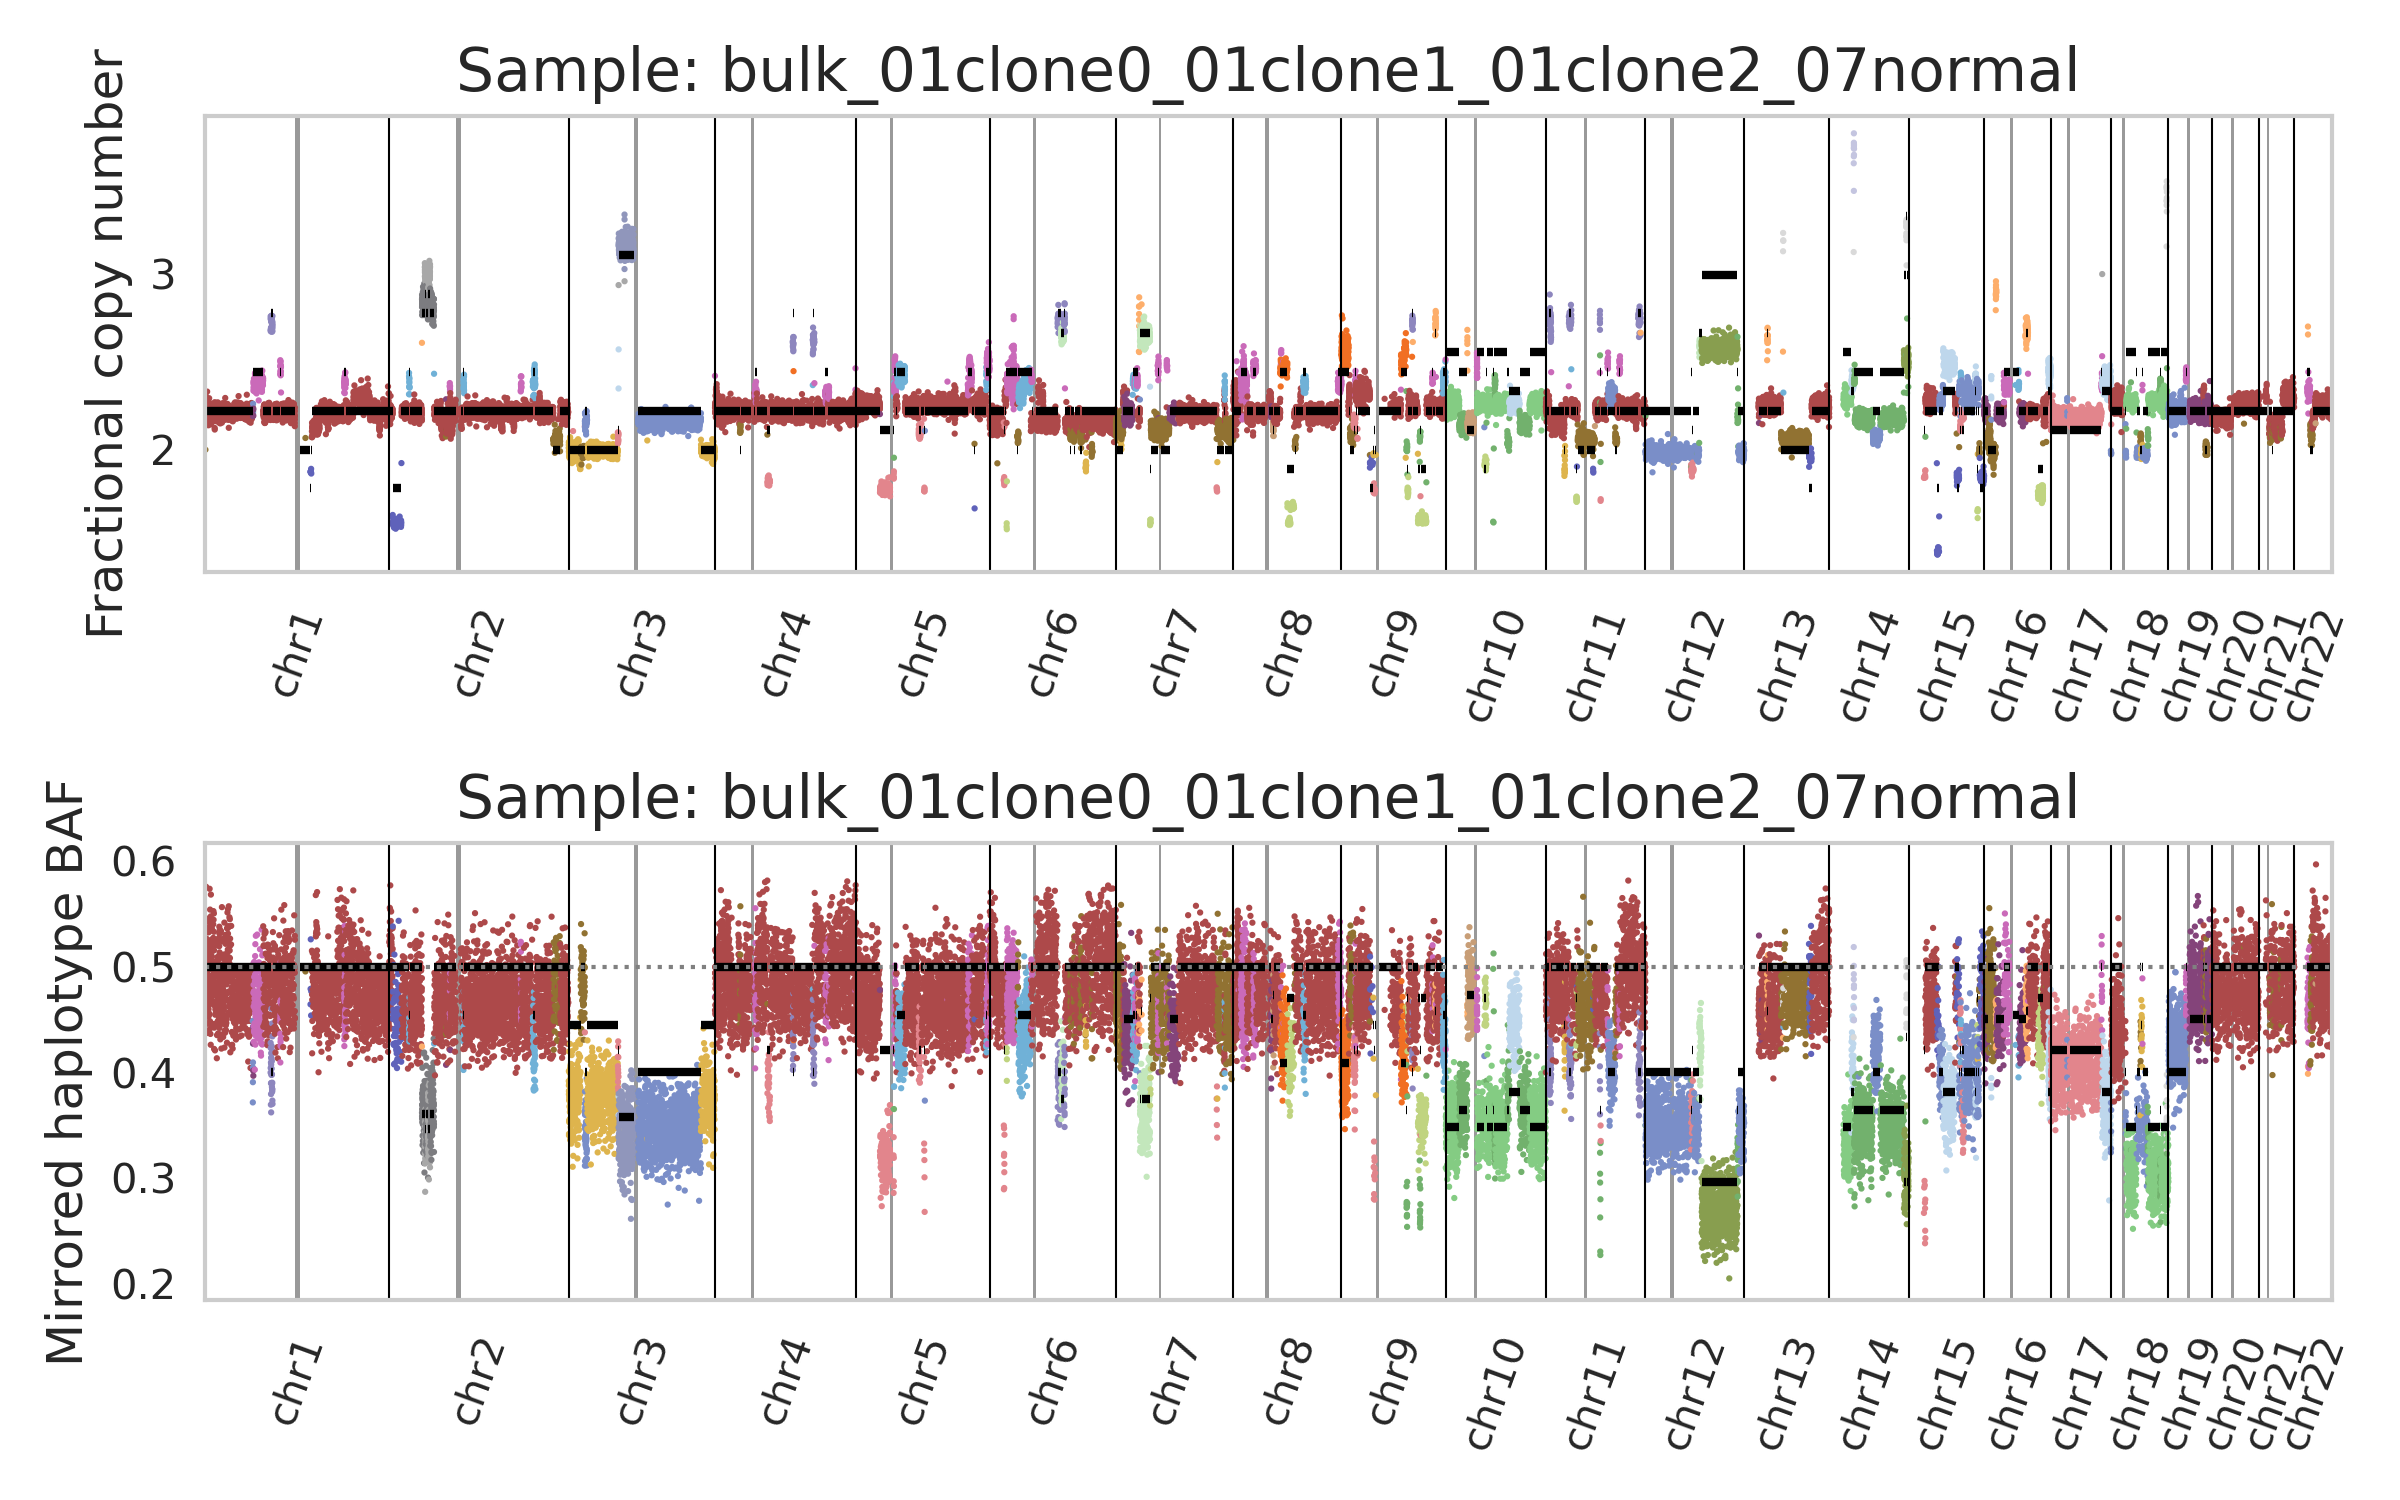 Sample: bulk_01clone0_01clone1_01clone2_07normal
Fractional copy number
3
2
chr1
chr2
chr3
chr4
chr5
chr6
chr7
chr8
chr9
chr10
chr11
chr12
chr13
chr14
chr15
chr16
chr17
chr18
chr19
chr20
chr21
chr22
Sample: bulk_01clone0_01clone1_01clone2_07normal
Mirrored haplotype BAF
0.6
0.5
0.4
0.3
0.2
chr1
chr2
chr3
chr4
chr5
chr6
chr7
chr8
chr9
chr10
chr11
chr12
chr13
chr14
chr15
chr16
chr17
chr18
chr19
chr20
chr21
chr22